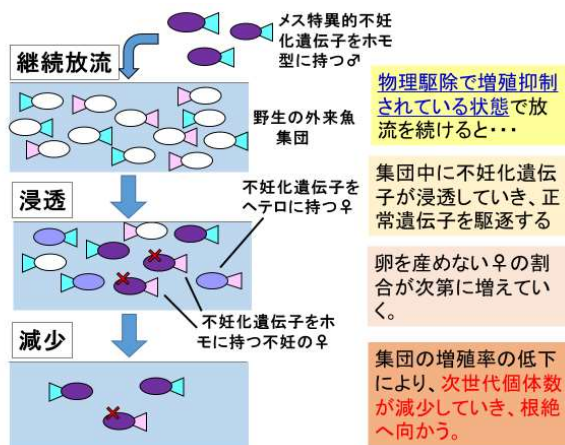 メス特異的不妊
化遺伝子をホモ
型に持つ♂
継続放流
野生の外来魚
集団
浸透
不妊化遺伝子を
ヘテロに持つ♀
不妊化遺伝子をホ
モに持つ不妊の♀
減少
物理駆除で増殖抑制
されている状態で放
流を続けると・・・
集団中に不妊化遺伝
子が浸透していき、正
常遺伝子を駆逐する
卵を産めない♀の割
合が次第に増えてい
く。
集団の増殖率の低下
により、次世代個体数
が減少していき、根絶
へ向かう。